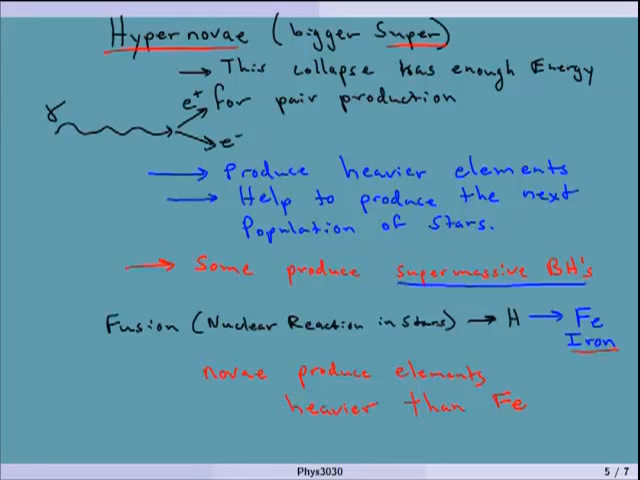 Hypernovae (bigger Super)
→ This collapse has enough Energy
e⁺ for pair production
γ
e⁻
→ Produce heavier elements
→ Help to produce the next
Population of Stars.
→ Some produce supermassive BH's
Fusion (Nuclear Reaction in Stars) → H → Fe
Iron
novae produce elements
heavier than Fe
Phys3030
5 / 7